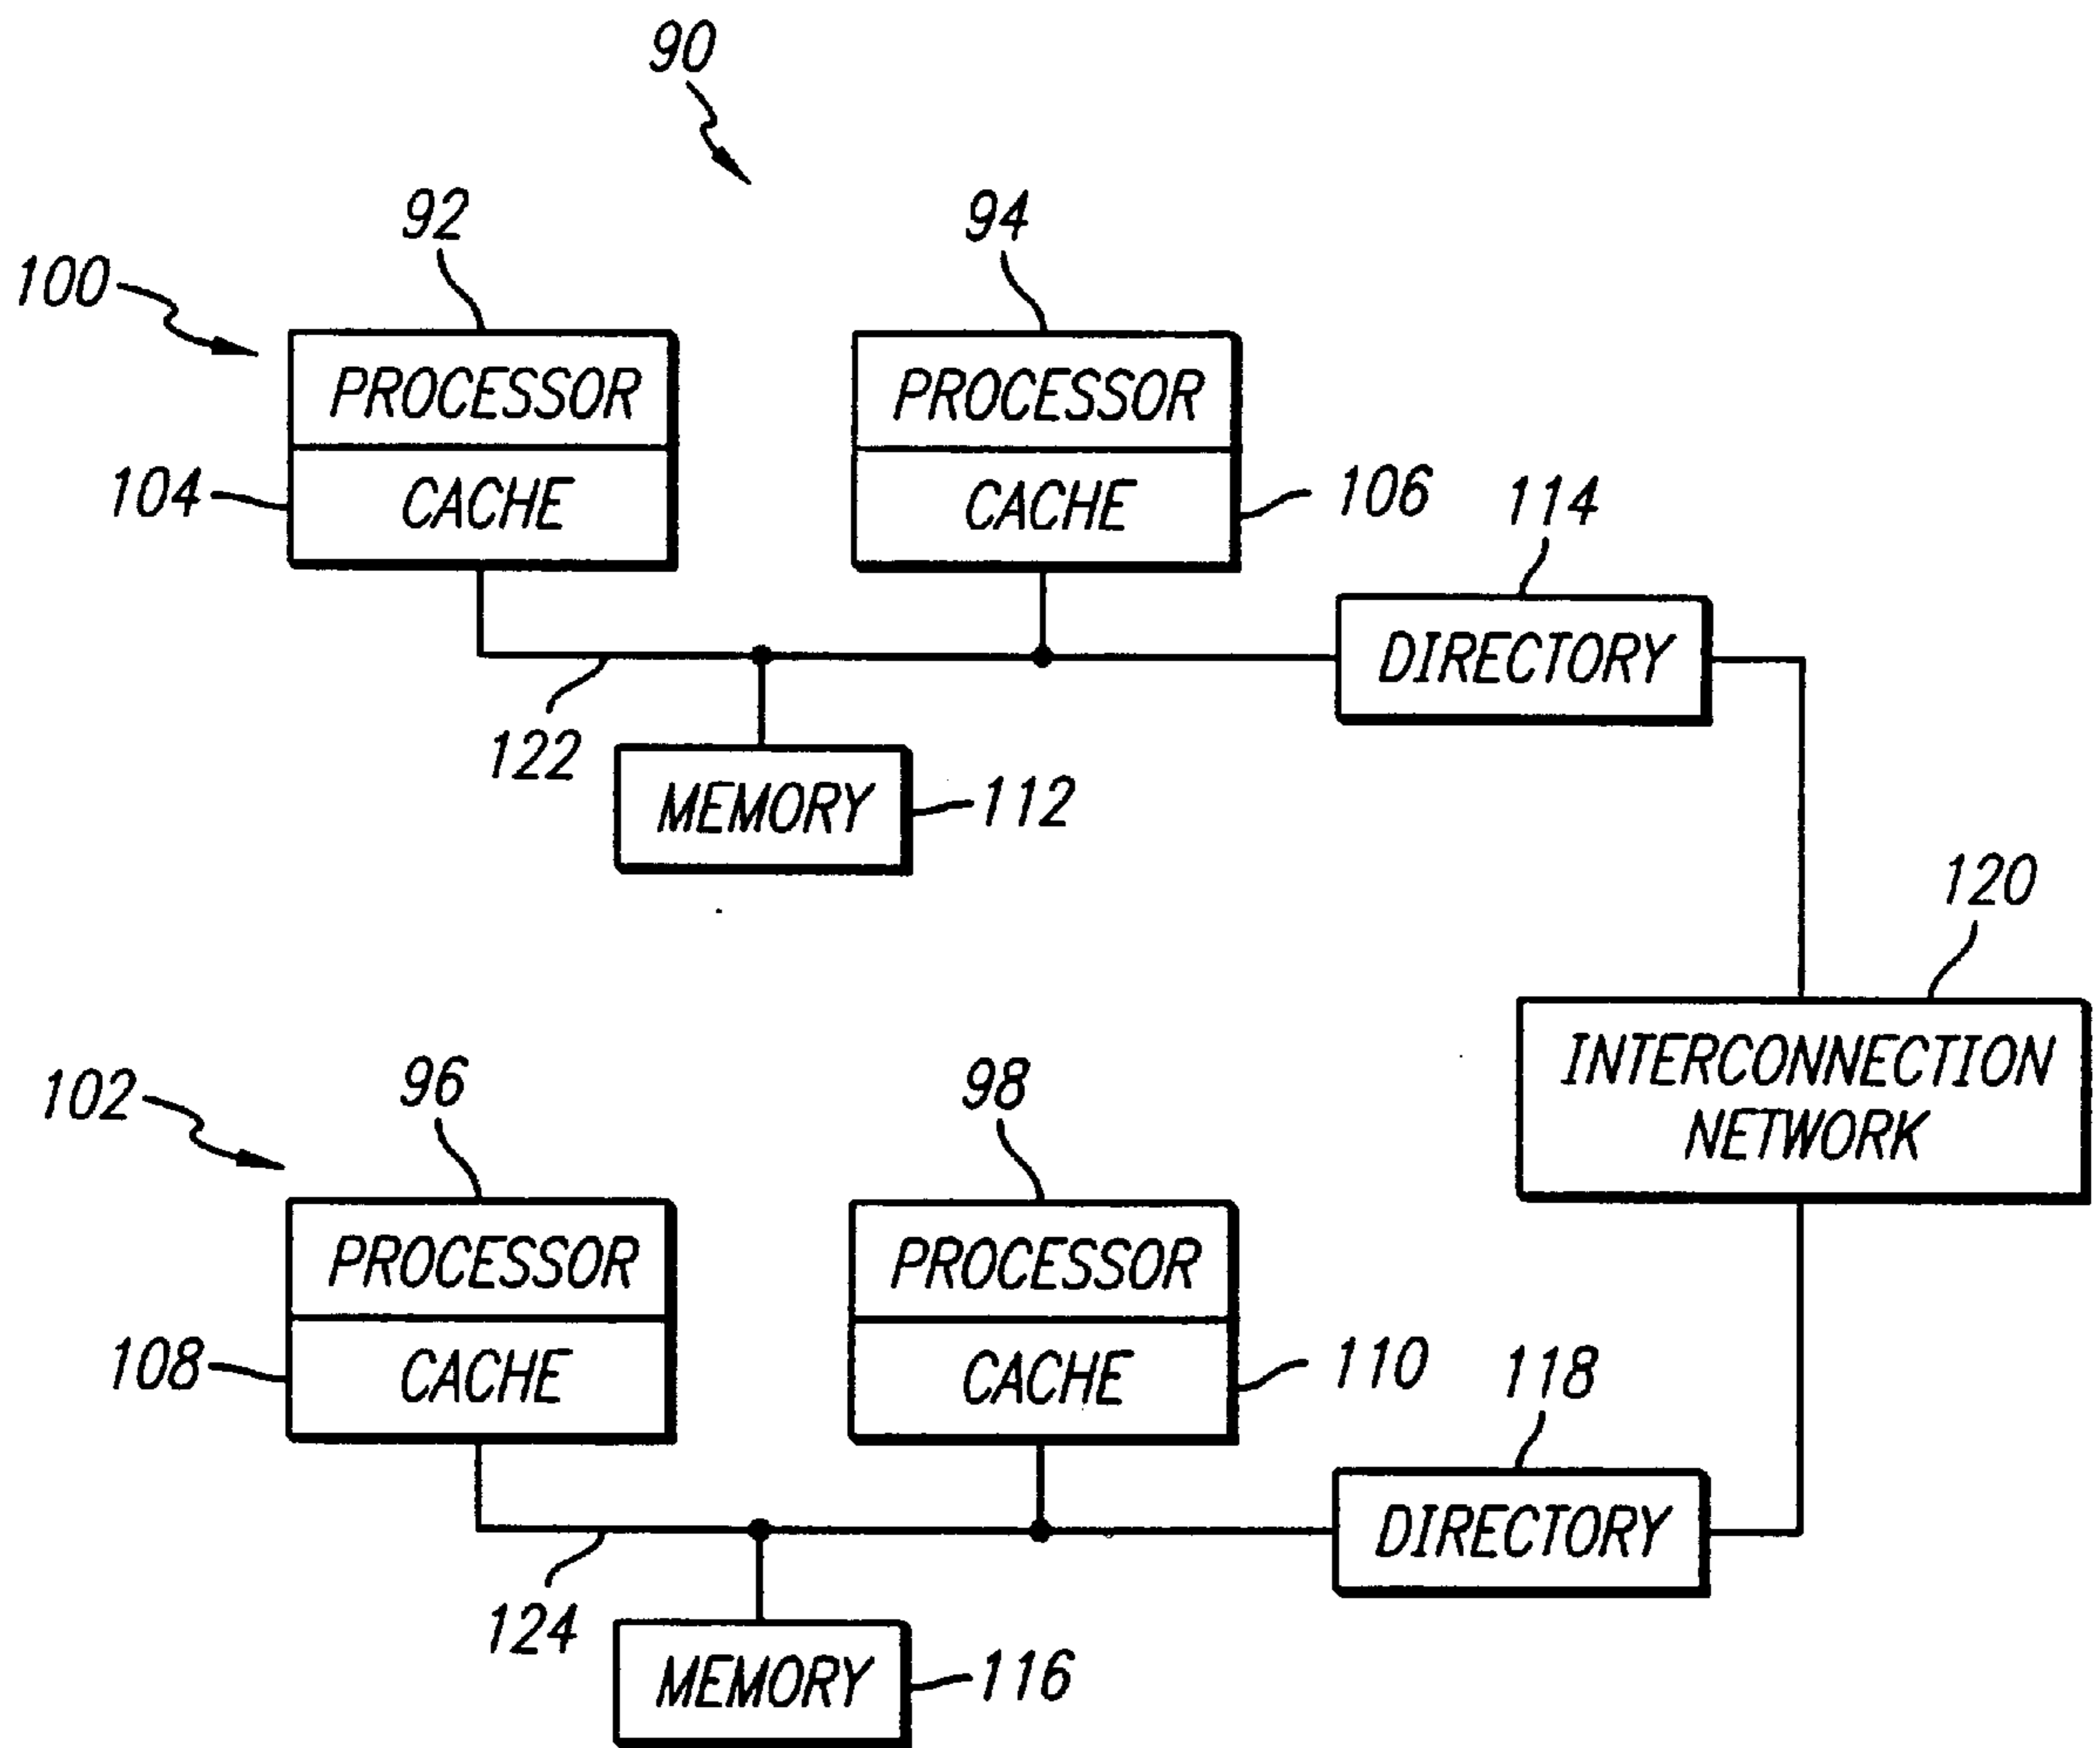 90
92
94
100
PROCESSOR
PROCESSOR
104
CACHE
CACHE
106
114
DIRECTORY
122
MEMORY
112
120
INTERCONNECTION
NETWORK
102
96
98
PROCESSOR
PROCESSOR
108
CACHE
CACHE
110
118
DIRECTORY
124
MEMORY
116